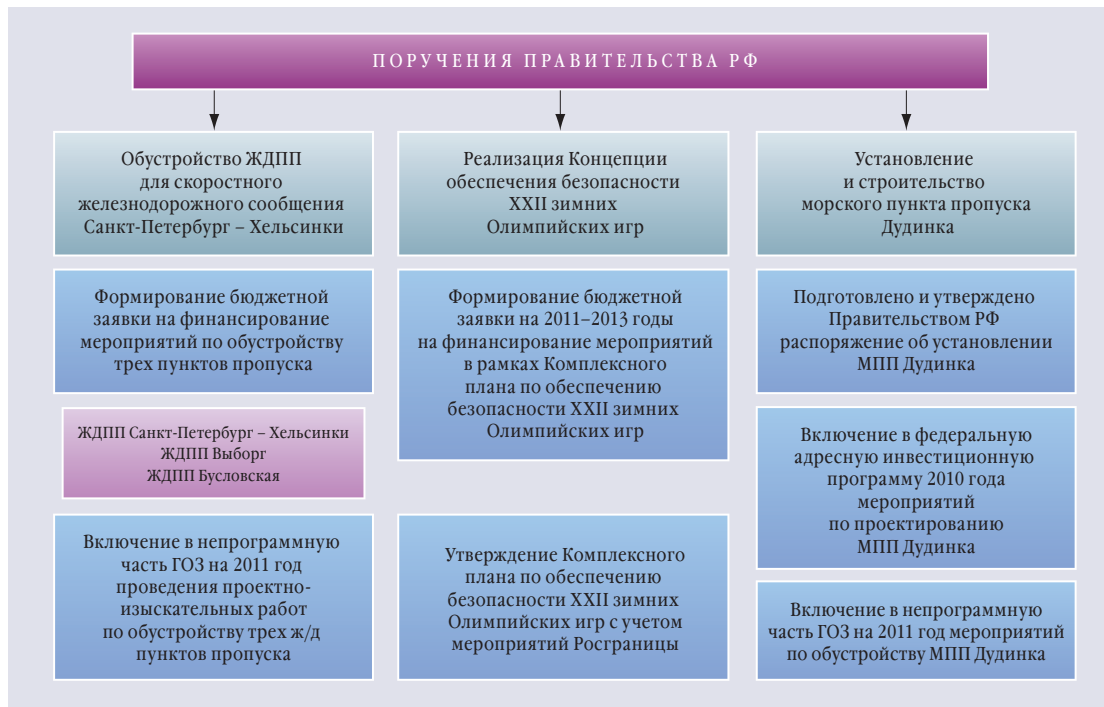 ПОРУЧЕНИЯ ПРАВИТЕЛЬСТВА РФ
Обустройство ЖДПП
для скоростного
железнодорожного сообщения
Санкт-Петербург – Хельсинки
Формирование бюджетной
заявки на финансирование
мероприятий по обустройству
трех пунктов пропуска
ЖДПП Санкт-Петербург – Хельсинки
ЖДПП Выборг
ЖДПП Бусловская
Включение в непрограммную
часть ГОЗ на 2011 год
проведения проектно-
изыскательных работ
по обустройству трех ж/д
пунктов пропуска
Реализация Концепции
обеспечения безопасности
XXII зимних
Олимпийских игр
Формирование бюджетной
заявки на 2011–2013 годы
на финансирование мероприятий
в рамках Комплексного
плана по обеспечению
безопасности XXII зимних
Олимпийских игр
Утверждение Комплексного
плана по обеспечению
безопасности XXII зимних
Олимпийских игр с учетом
мероприятий Росграницы
Установление
и строительство
морского пункта пропуска
Дудинка
Подготовлено и утверждено
Правительством РФ
распоряжение об установлении
МПП Дудинка
Включение в федеральную
адресную инвестиционную
программу 2010 года
мероприятий
по проектированию
МПП Дудинка
Включение в непрограммную
часть ГОЗ на 2011 год мероприятий
по обустройству МПП Дудинка